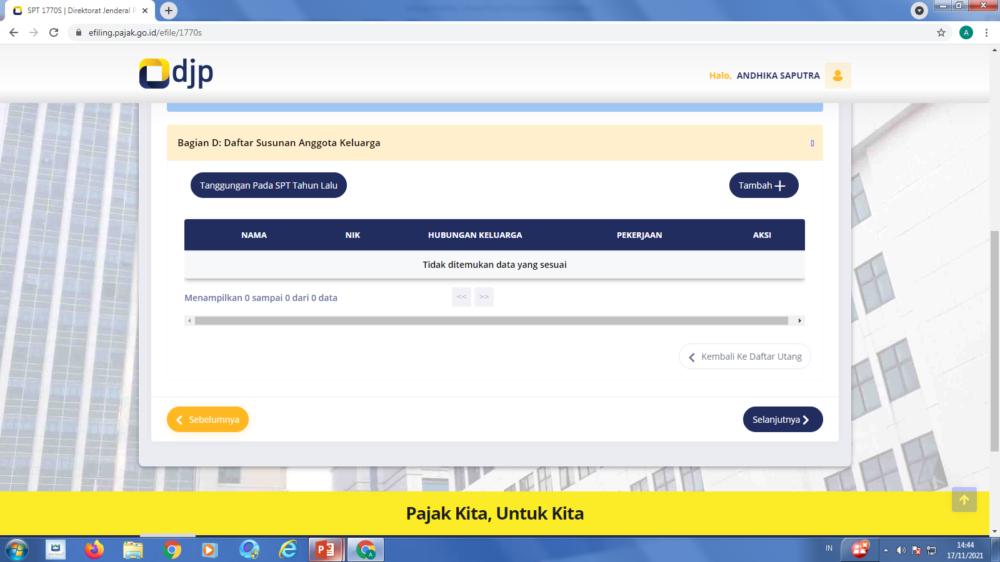 SPT 1770S | Direktorat Jenderal P
efiling.pajak.go.id/efile/1770s
A
djp
Halo, ANDHIKA SAPUTRA
Bagian D: Daftar Susunan Anggota Keluarga
Tanggungan Pada SPT Tahun Lalu
Tambah
NAMA NIK HUBUNGAN KELUARGA PEKERJAAN AKSI
Tidak ditemukan data yang sesuai
Menampilkan 0 sampai 0 dari 0 data
<< >>
Kembali Ke Daftar Utang
Sebelumnya
Selanjutnya
Pajak Kita, Untuk Kita
IN
14:44
17/11/2021